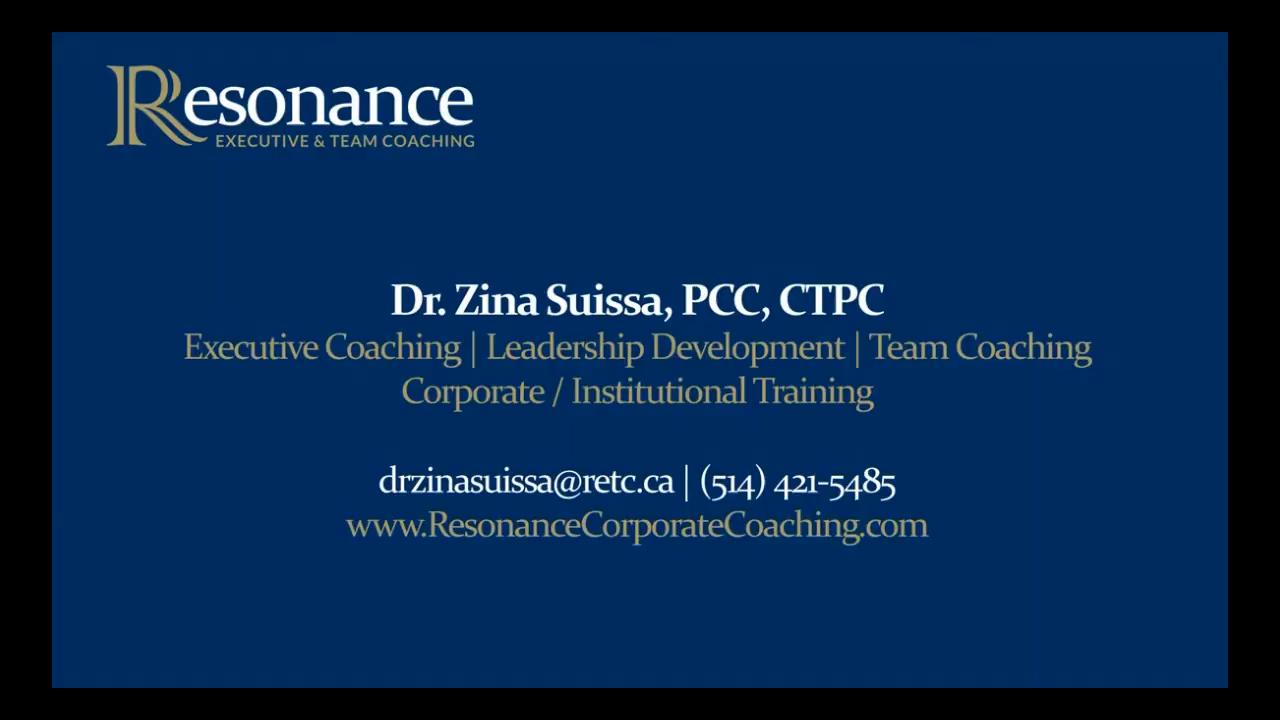 Resonance
EXECUTIVE & TEAM COACHING
Dr. Zina Suissa, PCC, CTPC
Executive Coaching | Leadership Development | Team Coaching
Corporate / Institutional Training
drzinasuissa@retc.ca | (514) 421-5485
www.ResonanceCorporateCoaching.com